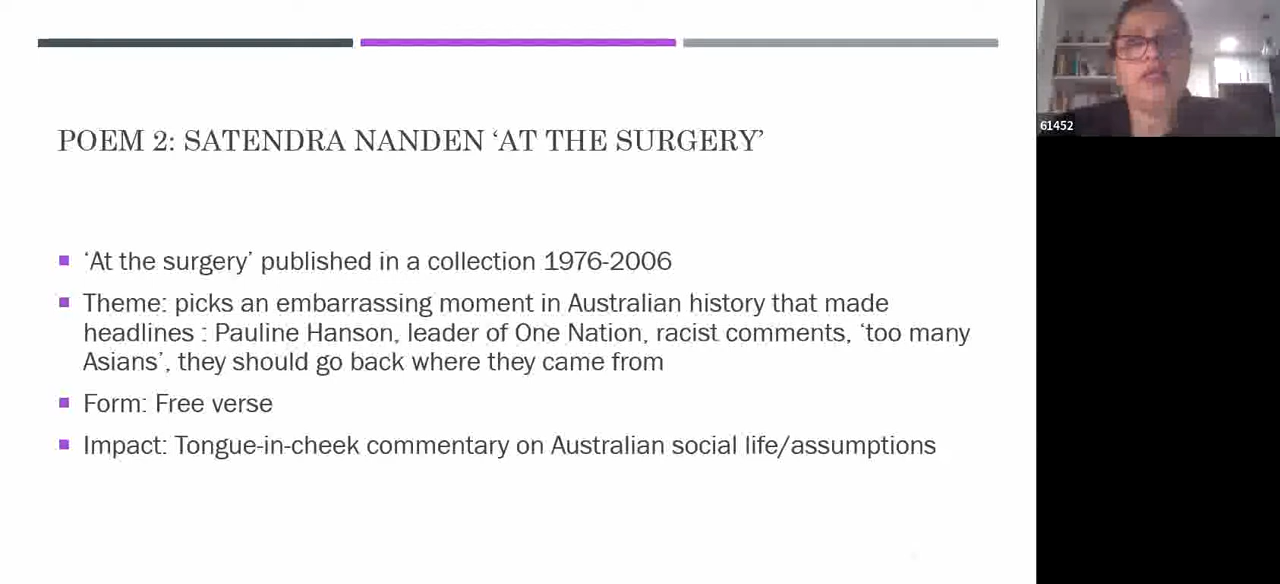 POEM 2: SATENDRA NANDEN ‘AT THE SURGERY’
‘At the surgery’ published in a collection 1976-2006
Theme: picks an embarrassing moment in Australian history that made
headlines : Pauline Hanson, leader of One Nation, racist comments, ‘too many
Asians’, they should go back where they came from
Form: Free verse
Impact: Tongue-in-cheek commentary on Australian social life/assumptions
61452